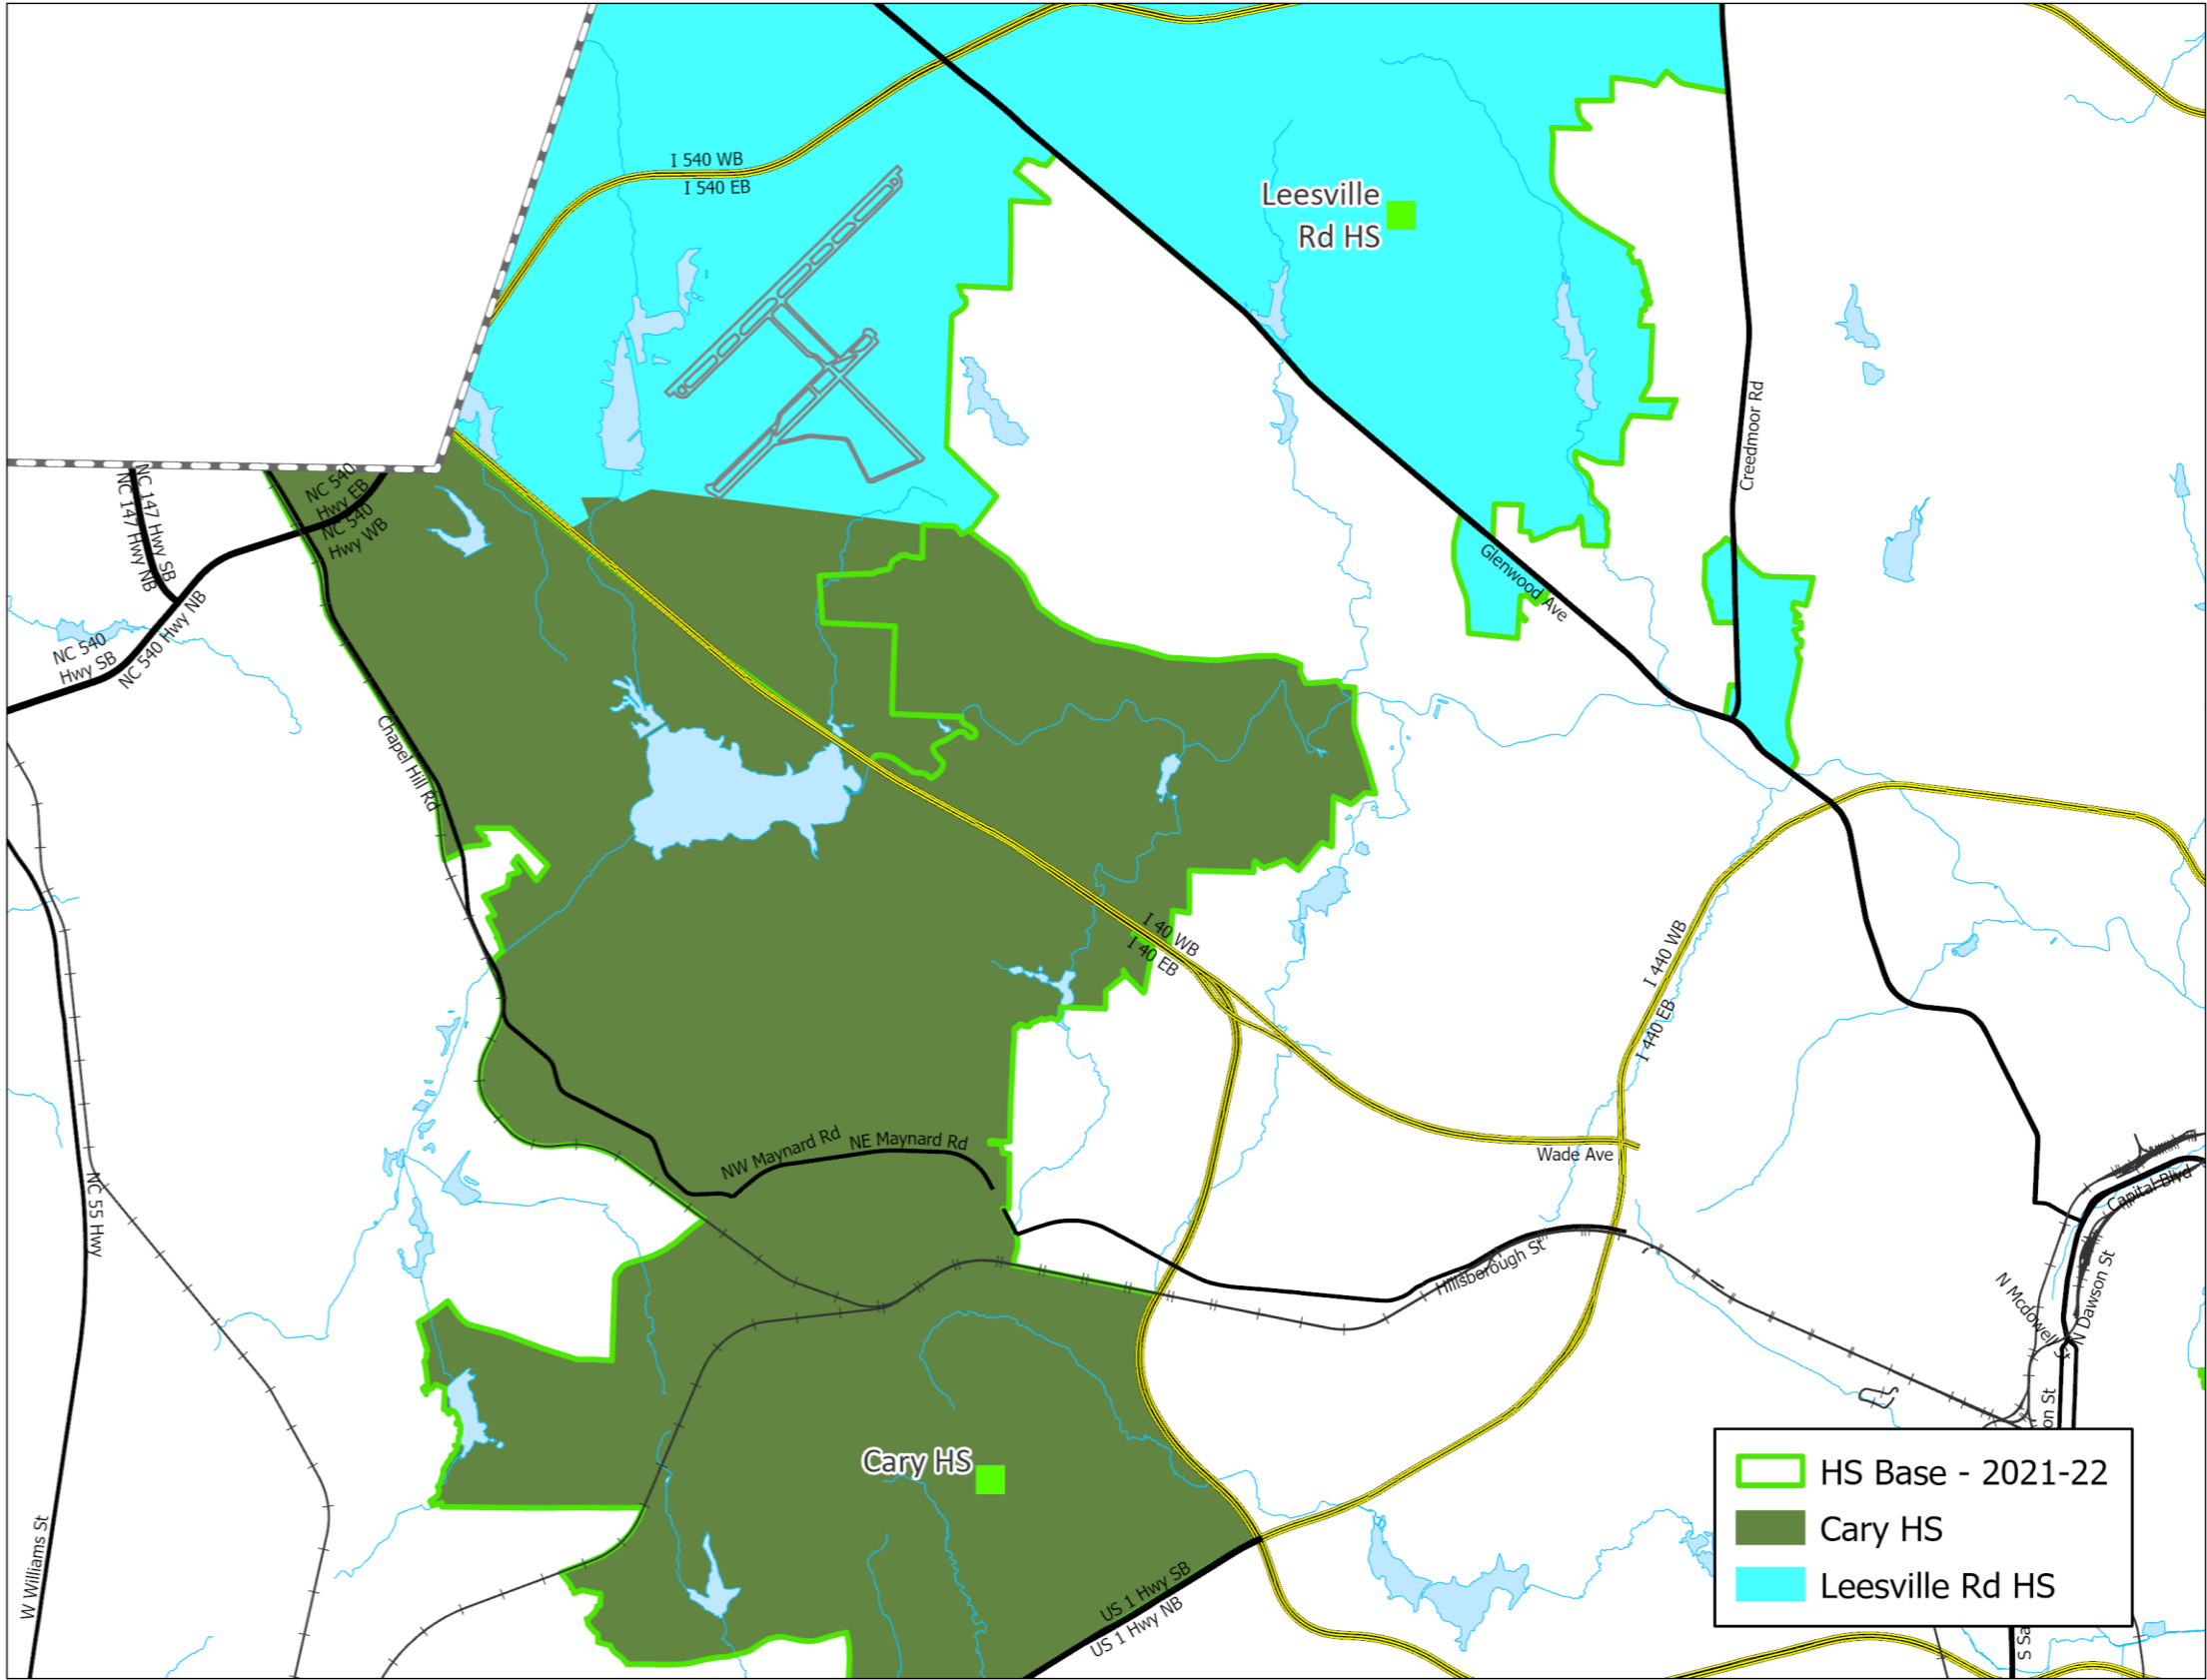 I 540 WB
I 540 EB
Leesville
Rd HS
Creedmoor Rd
NC 540
Hwy EB
NC 540
Hwy WB
NC 147 Hwy SB
NC 147 Hwy NB
NC 540
Hwy SB
NC 540 Hwy NB
Glenwood Ave
Chapel Hill Rd
I 40 WB
I 40 EB
I 440 WB
I 440 EB
NW Maynard Rd
NE Maynard Rd
Wade Ave
NC 55 Hwy
Capital Blvd
Hillsborough St
N Mcdowell St
N Dawson St
on St
Cary HS
HS Base - 2021-22
Cary HS
Leesville Rd HS
W Williams St
US 1 Hwy SB
US 1 Hwy NB
S Sa